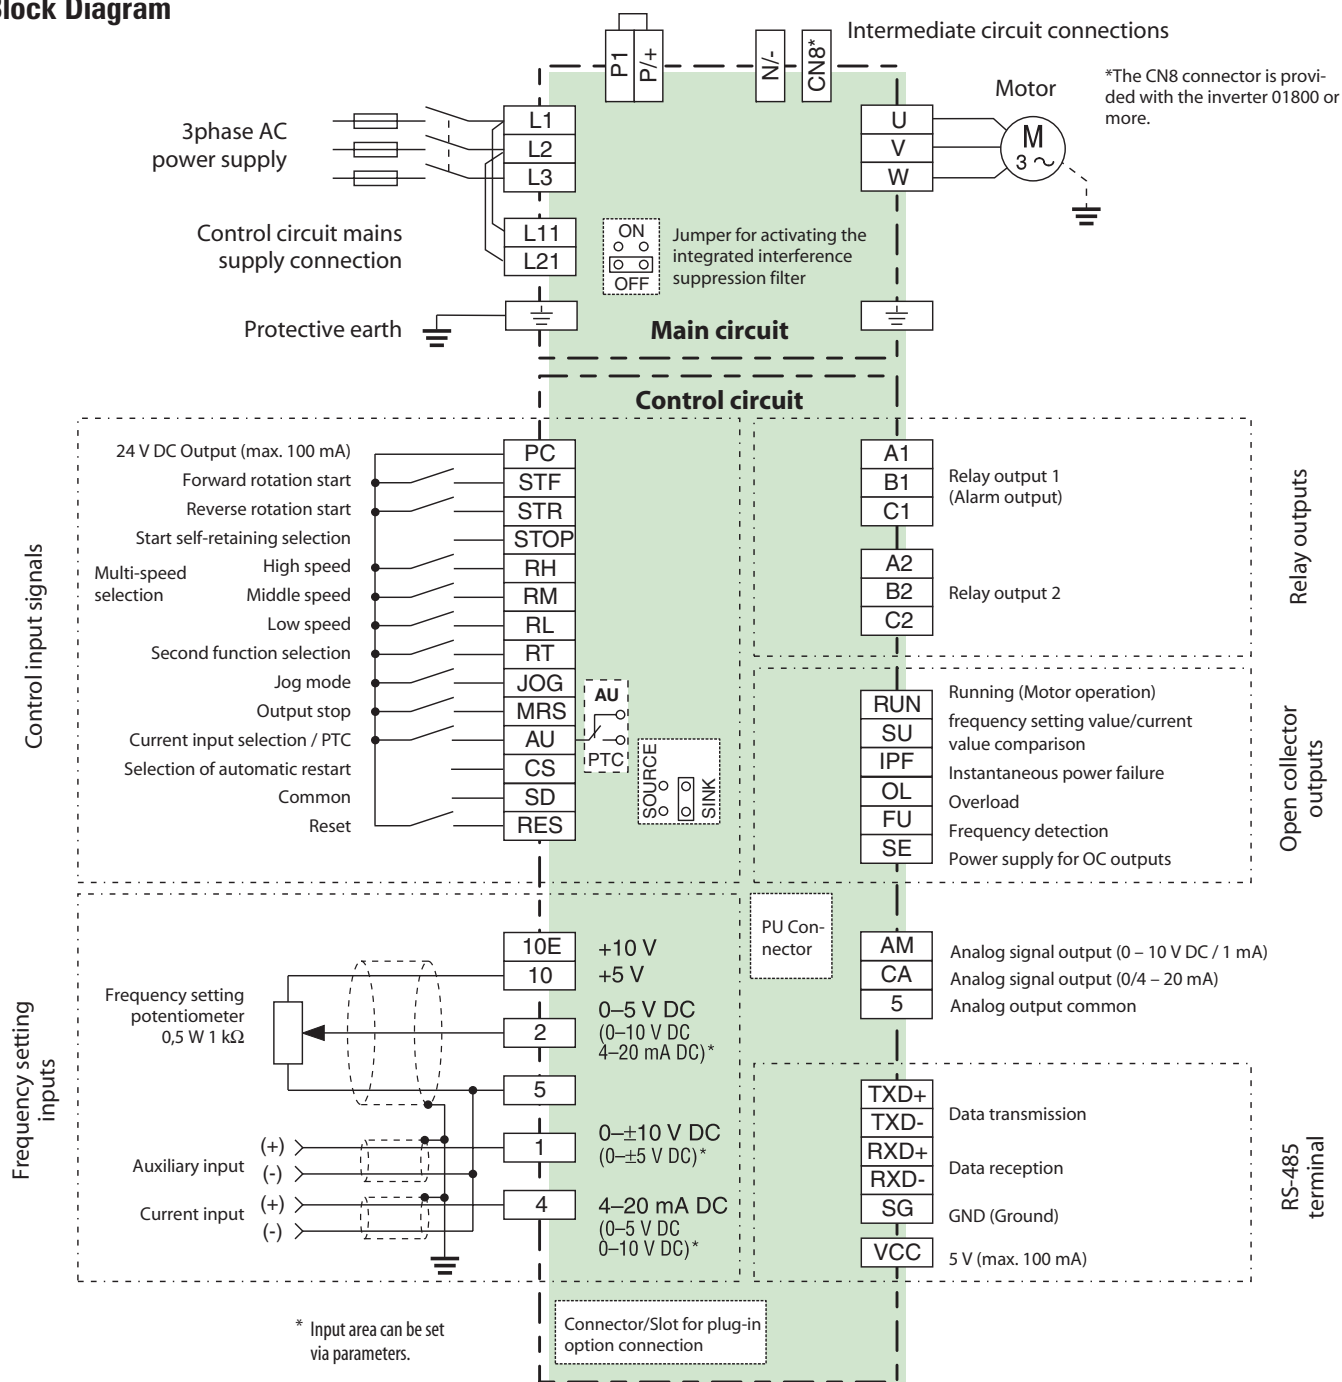 Block Diagram
P1
P/+
N/-
CN8*
Intermediate circuit connections
*The CN8 connector is provi-
ded with the inverter 01800 or
more.
Motor
M
3 ~
3phase AC
power supply
L1
L2
L3
U
V
W
Control circuit mains
supply connection
L11
L21
ON
OFF
Jumper for activating the
integrated interference
suppression filter
Protective earth
Main circuit
Control circuit
Control input signals
24 V DC Output (max. 100 mA)
PC
Forward rotation start
STF
Reverse rotation start
STR
Start self-retaining selection
STOP
Multi-speed
selection
High speed
RH
Middle speed
RM
Low speed
RL
Second function selection
RT
Jog mode
JOG
Output stop
MRS
Current input selection / PTC
AU
Selection of automatic restart
CS
Common
SD
Reset
RES
AU
PTC
SOURCE
SINK
A1
B1
C1
Relay output 1
(Alarm output)
A2
B2
C2
Relay output 2
Relay outputs
RUN
SU
IPF
OL
FU
SE
Running (Motor operation)
frequency setting value/current
value comparison
Instantaneous power failure
Overload
Frequency detection
Power supply for OC outputs
Open collector
outputs
Frequency setting
inputs
Frequency setting
potentiometer
0,5 W 1 kΩ
10E
+10 V
10
+5 V
2
0–5 V DC
(0–10 V DC
4–20 mA DC)*
5
Auxiliary input
(+)
(-)
1
0–±10 V DC
(0–±5 V DC)*
Current input
(+)
(-)
4
4–20 mA DC
(0–5 V DC
0–10 V DC)*
PU Con-
nector
AM
Analog signal output (0 – 10 V DC / 1 mA)
CA
Analog signal output (0/4 – 20 mA)
5
Analog output common
TXD+
TXD-
Data transmission
RXD+
RXD-
Data reception
SG
GND (Ground)
VCC
5 V (max. 100 mA)
RS-485
terminal
* Input area can be set
via parameters.
Connector/Slot for plug-in
option connection